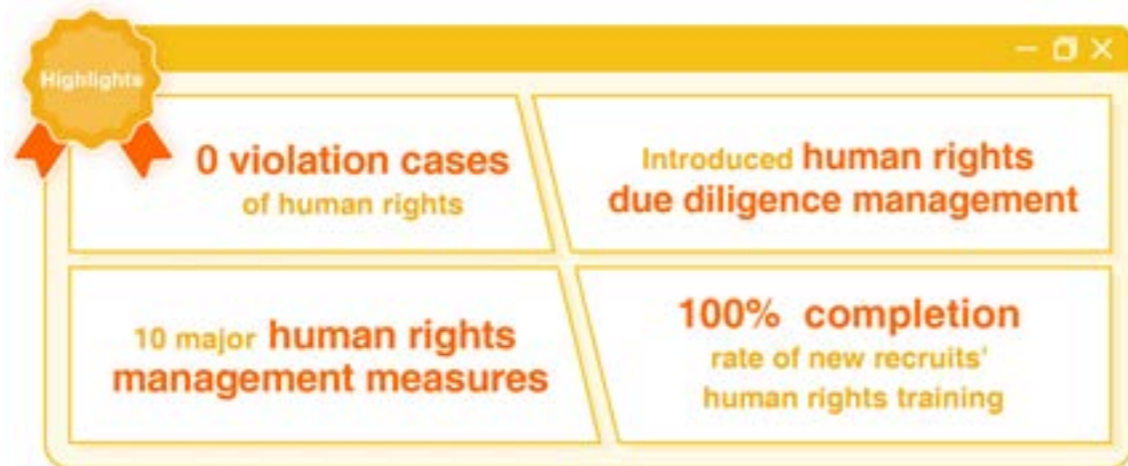 Highlights
0 violation cases
of human rights
Introduced human rights
due diligence management
10 major human rights
management measures
100% completion
rate of new recruits'
human rights training